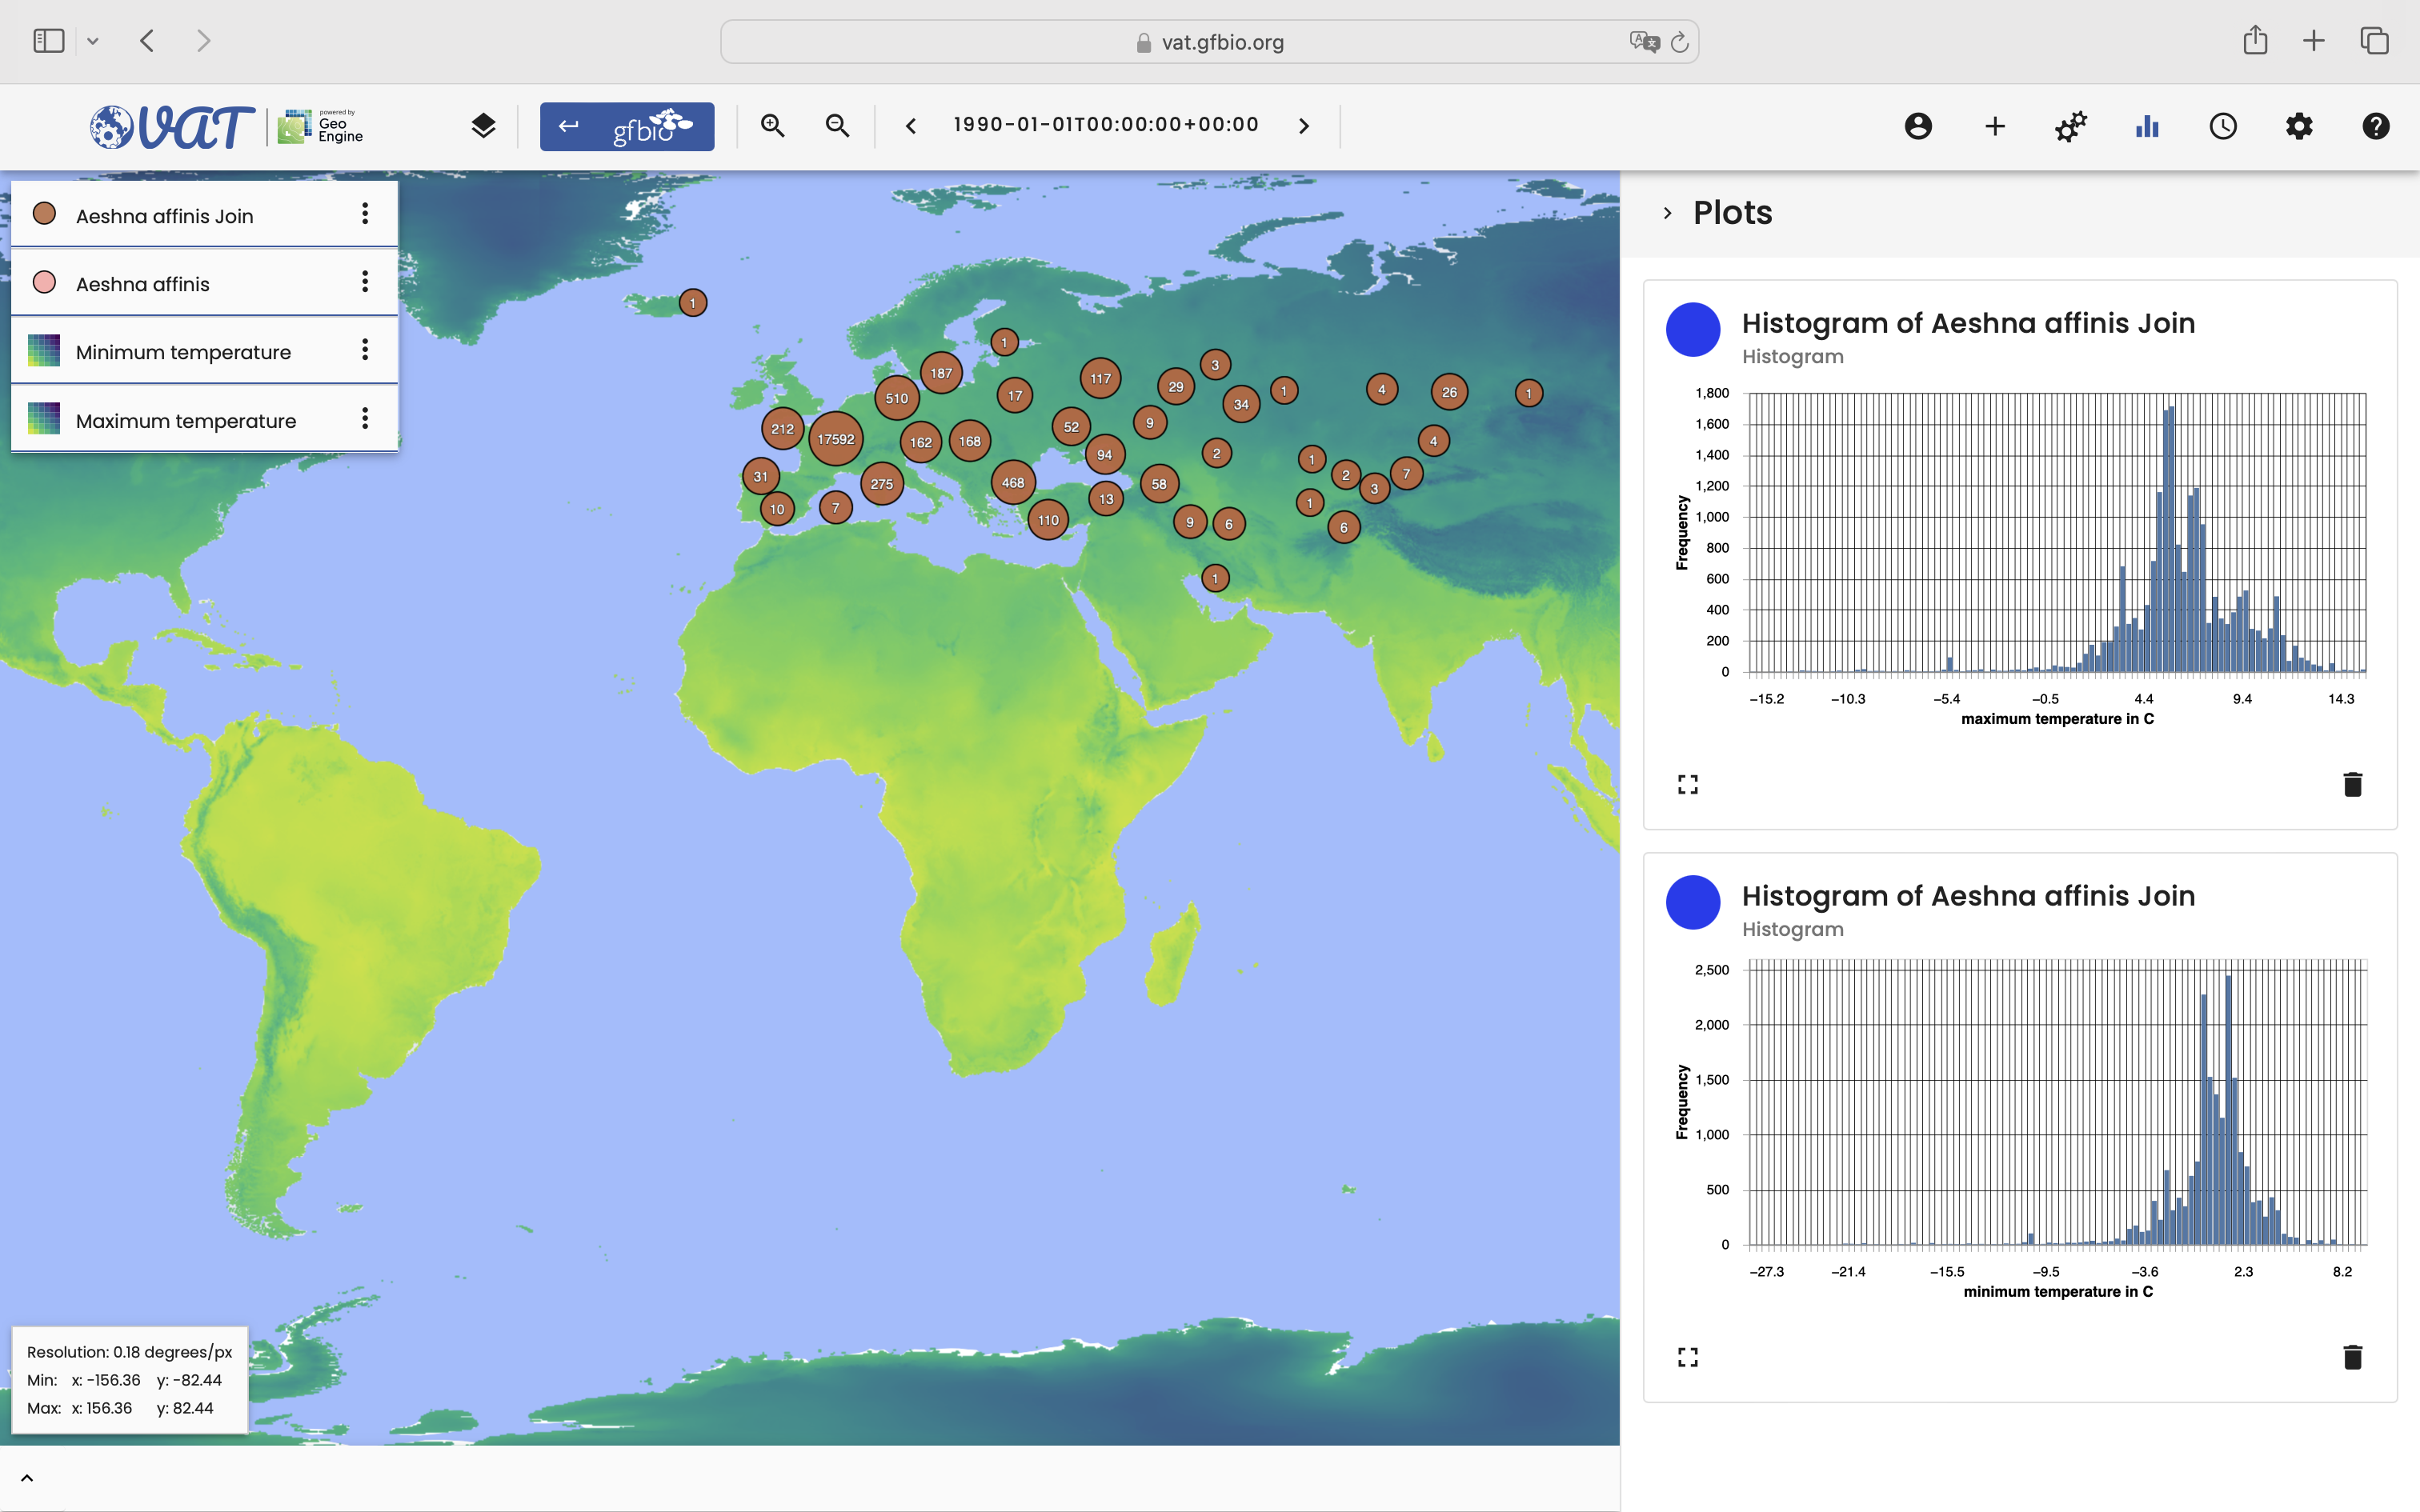 vat.gfbio.org
VAT
powered by
Geo
Engine
gfbio
1990-01-01T00:00:00+00:00
Aeshna affinis Join
Aeshna affinis
Minimum temperature
Maximum temperature
1
1
187
510
17
117
29
3
34
1
4
26
1
212
17592
162
168
52
9
94
2
4
31
275
468
13
58
1
2
3
7
10
7
110
9
6
1
6
1
Resolution: 0.18 degrees/px
Min: x: -156.36 y: -82.44
Max: x: 156.36 y: 82.44
Plots
Histogram of Aeshna affinis Join
Histogram
1,800
1,600
1,400
1,200
1,000
800
600
400
200
0
Frequency
−15.2 −10.3 −5.4 −0.5 4.4 9.4 14.3
maximum temperature in C
Histogram of Aeshna affinis Join
Histogram
2,500
2,000
1,500
1,000
500
0
Frequency
−27.3 −21.4 −15.5 −9.5 −3.6 2.3 8.2
minimum temperature in C